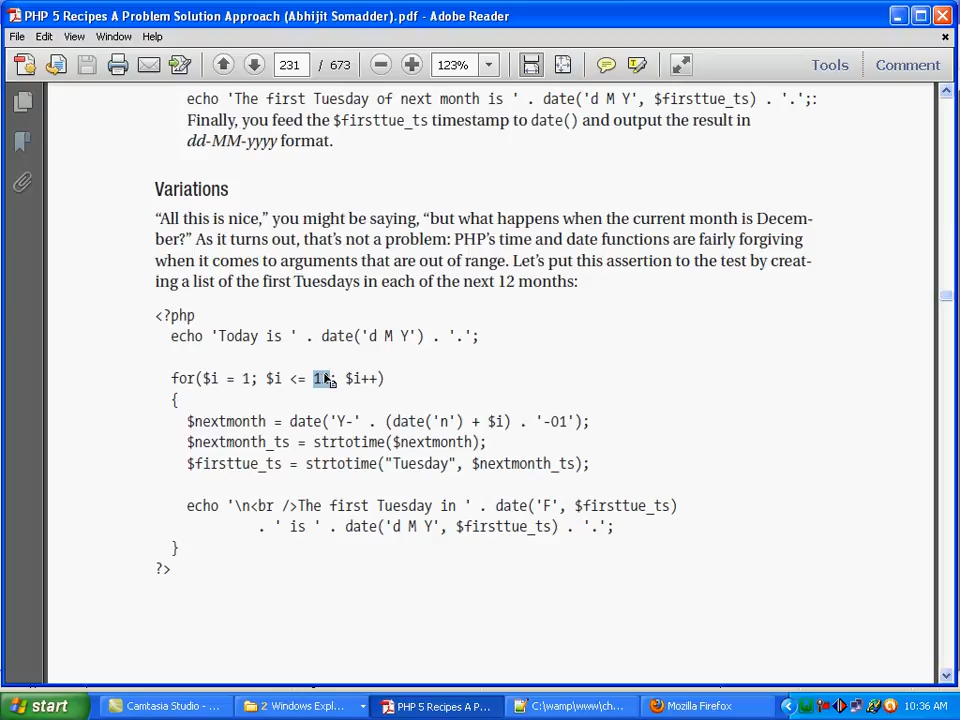 PHP 5 Recipes A Problem Solution Approach (Abhijit Somadder).pdf - Adobe Reader
File Edit View Window Help
231 / 673 123% Tools Comment
echo 'The first Tuesday of next month is ' . date('d M Y', $firsttue_ts) . '.';:
Finally, you feed the $firsttue_ts timestamp to date() and output the result in
dd-MM-yyyy format.
Variations
“All this is nice,” you might be saying, “but what happens when the current month is Decem-
ber?” As it turns out, that’s not a problem: PHP’s time and date functions are fairly forgiving
when it comes to arguments that are out of range. Let’s put this assertion to the test by creat-
ing a list of the first Tuesdays in each of the next 12 months:
<?php
echo 'Today is ' . date('d M Y') . '.';
for($i = 1; $i <= ; $i++)
{
$nextmonth = date('Y-' . (date('n') + $i) . '-01');
$nextmonth_ts = strtotime($nextmonth);
$firsttue_ts = strtotime("Tuesday", $nextmonth_ts);
echo '\n<br />The first Tuesday in ' . date('F', $firsttue_ts)
. ' is ' . date('d M Y', $firsttue_ts) . '.';
}
?>
start Camtasia Studio - ... 2 Windows Expl... PHP 5 Recipes A P... C:\wamp\www\ch... Mozilla Firefox 10:36 AM